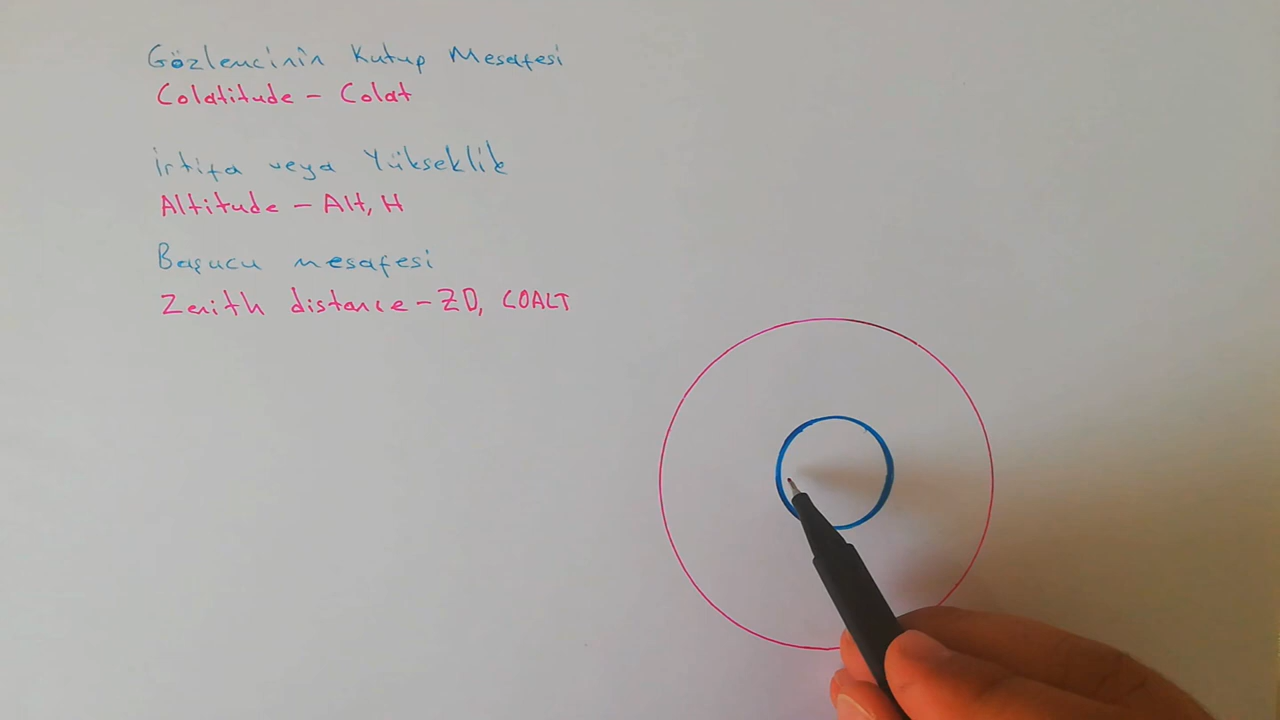 Gözlemcinin Kutup Mesafesi
Colatitude - Colat
İrtifa veya Yükseklik
Altitude - Alt, H
Başucu mesafesi
Zenith distance - ZD, COALT